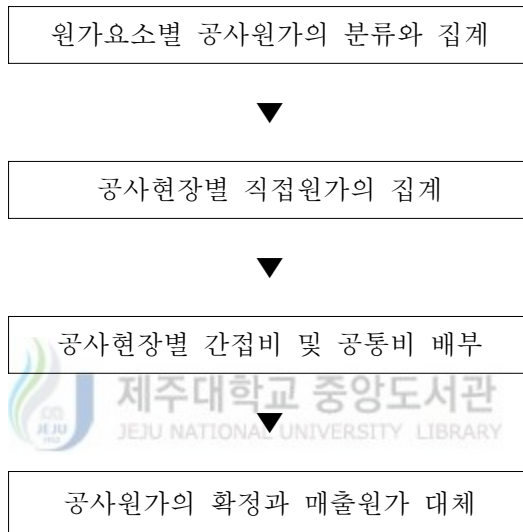 원가요소별 공사원가의 분류와 집계
▼
공사현장별 직접원가의 집계
▼
공사현장별 간접비 및 공통비 배부
제주대학교 중앙도서관
▼
JEJU NATIONAL UNIVERSITY LIBRARY
공사원가의 확정과 매출원가 대체